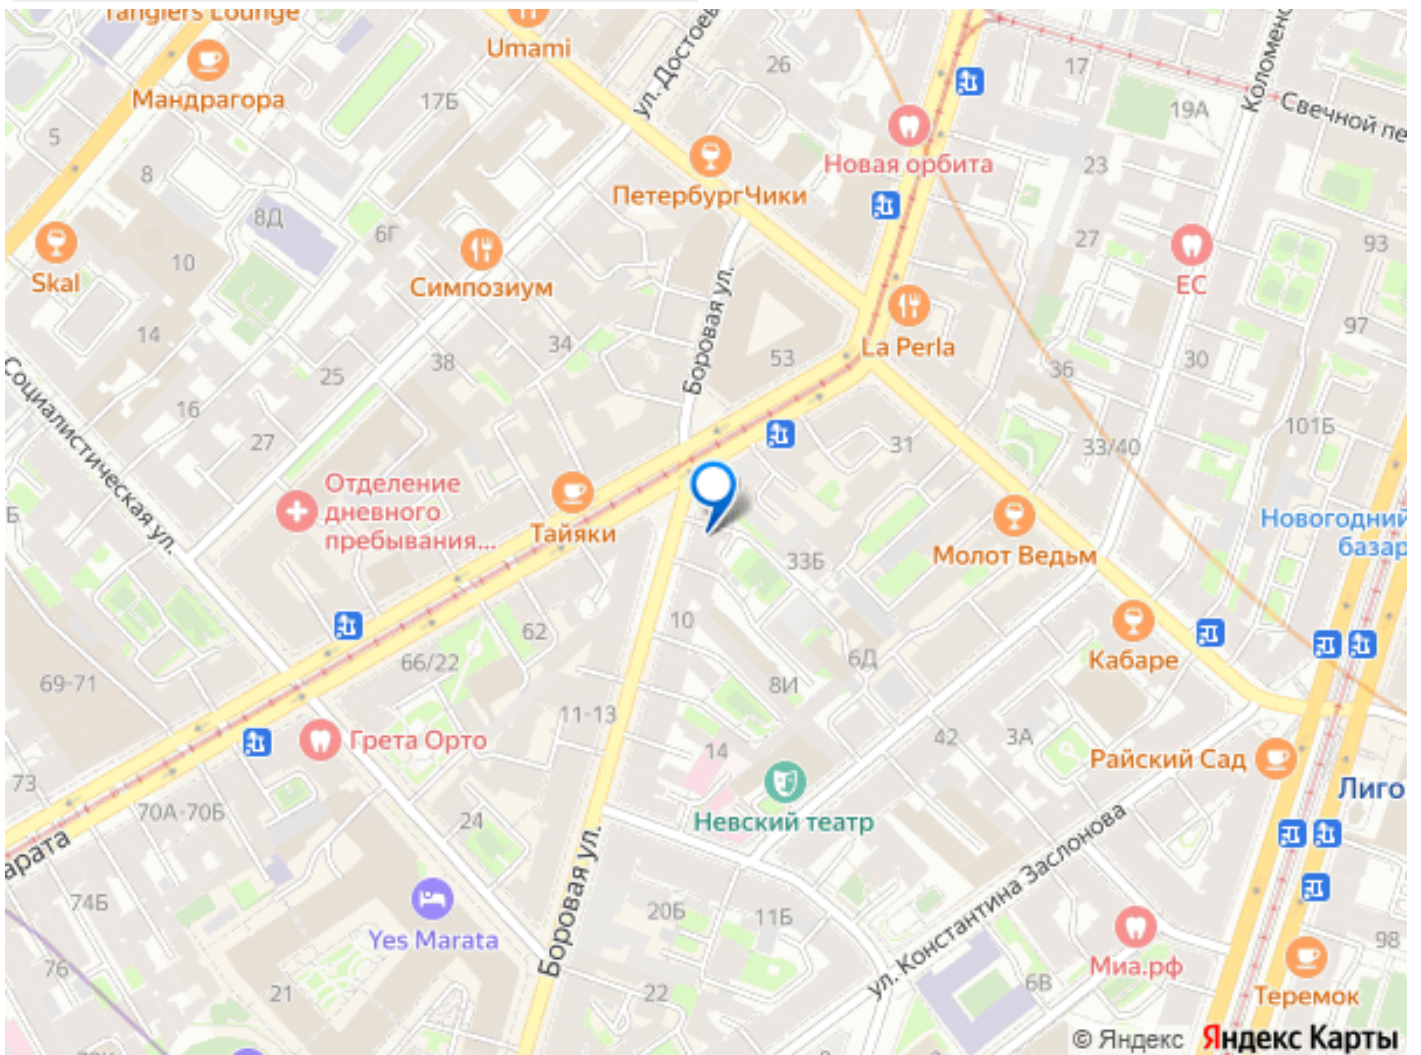 Tangiers Lounge
Umami
ул. Достоев
26
17
Коломенс
Мандрагора
17Б
19А
Свечной пе
5
Новая орбита
8
ПетербургЧики
23
8Д
6Г
27
93
10
Skal
Симпозиум
Боровая ул.
ЕС
14
34
53
La Perla
97
38
25
36
30
Социалистическая ул.
16
27
31
33/40
101Б
Отделение
дневного
пребывания...
Б
Тайяки
Молот Ведьм
Новогодний
базар
33Б
10
62
66/22
6Д
Кабаре
69-71
8И
11-13
14
42
3А
Грета Орто
Райский Сад
73
Лиго
70А-70Б
24
Невский театр
арата
Боровая ул.
ул. Константина Заслонова
74Б
20Б
11Б
Yes Marata
98
76
Миа.рф
21
22
6В
Теремок
© Яндекс Яндекс Карты